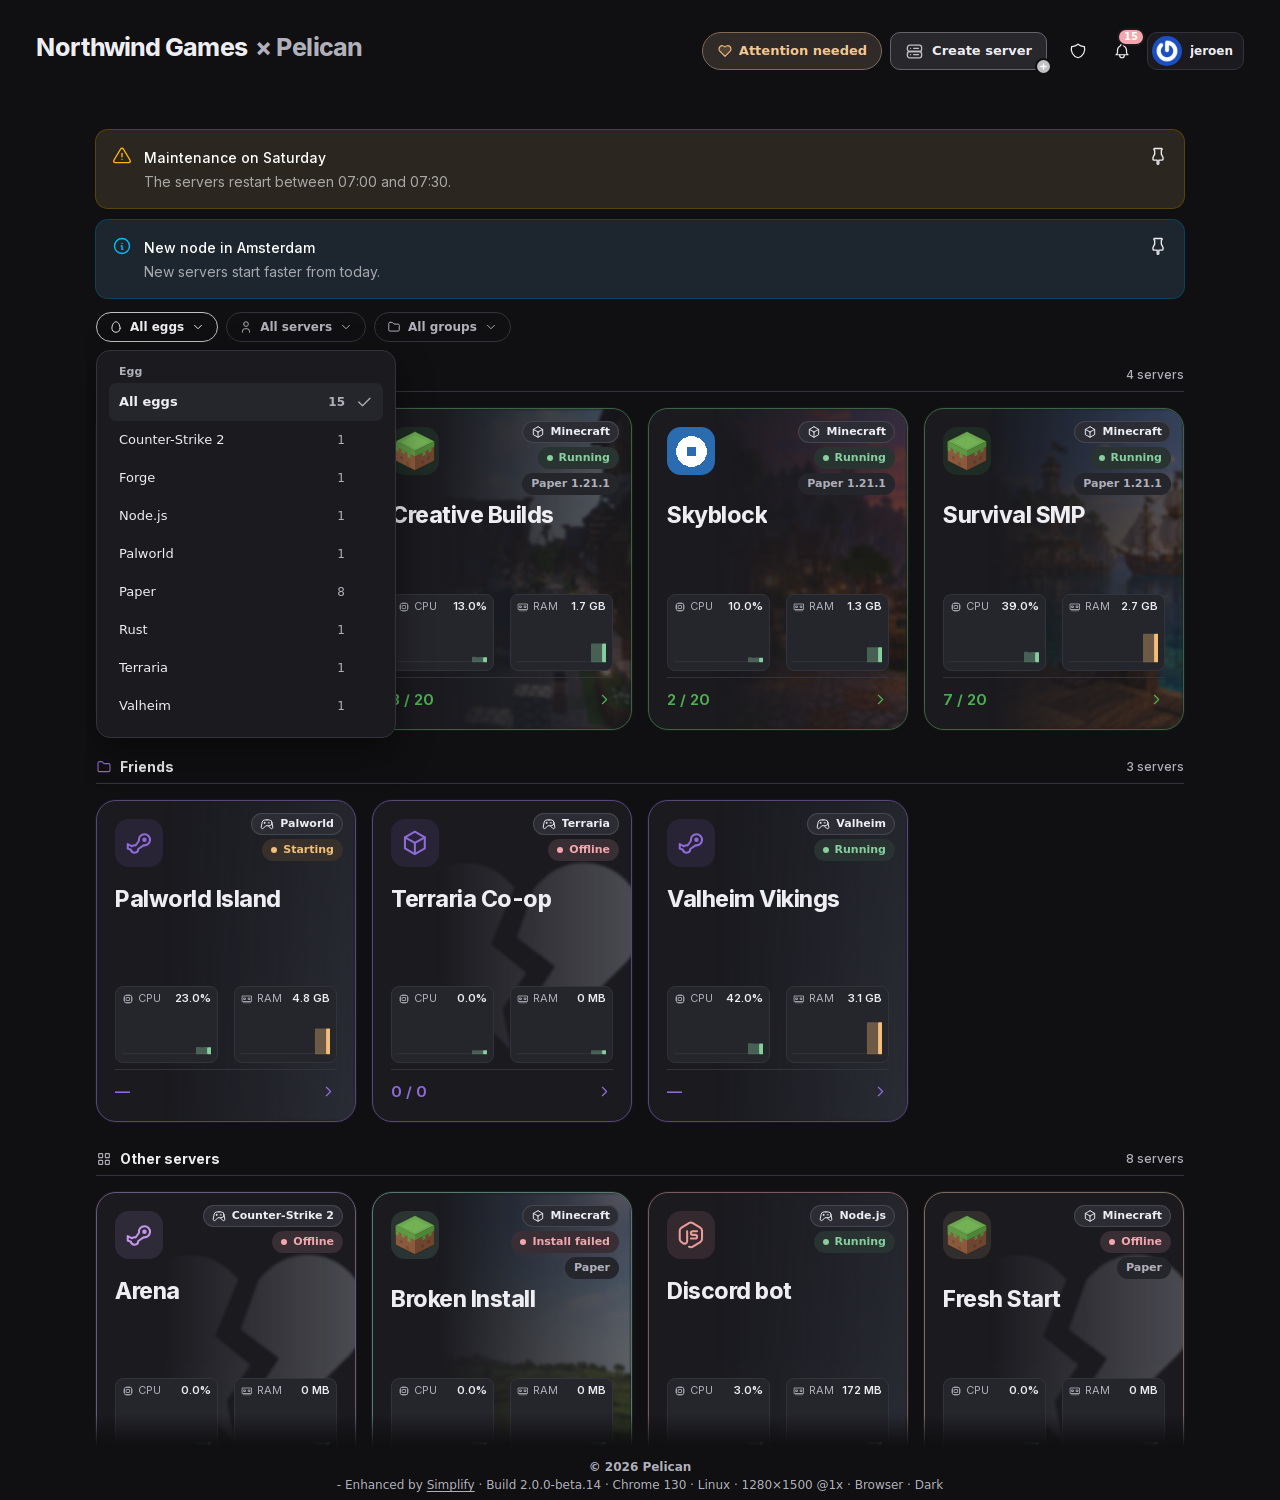 Northwind Games × Pelican
Attention needed
Create server
15
jeroen
Maintenance on Saturday
The servers restart between 07:00 and 07:30.
New node in Amsterdam
New servers start faster from today.
All eggs
All servers
All groups
Egg
All eggs 15
Counter-Strike 2 1
Forge 1
Node.js 1
Palworld 1
Paper 8
Rust 1
Terraria 1
Valheim 1
4 servers
Minecraft
Running
Paper 1.21.1
Creative Builds
CPU 13.0%
RAM 1.7 GB
/ 20
Minecraft
Running
Paper 1.21.1
Skyblock
CPU 10.0%
RAM 1.3 GB
2 / 20
Minecraft
Running
Paper 1.21.1
Survival SMP
CPU 39.0%
RAM 2.7 GB
7 / 20
Friends
3 servers
Palworld
Starting
Palworld Island
CPU 23.0%
RAM 4.8 GB
—
Terraria
Offline
Terraria Co-op
CPU 0.0%
RAM 0 MB
0 / 0
Valheim
Running
Valheim Vikings
CPU 42.0%
RAM 3.1 GB
—
Other servers
8 servers
Counter-Strike 2
Offline
Arena
CPU 0.0%
RAM 0 MB
Minecraft
Install failed
Paper
Broken Install
CPU 0.0%
RAM 0 MB
Node.js
Running
Discord bot
CPU 3.0%
RAM 172 MB
Minecraft
Offline
Paper
Fresh Start
CPU 0.0%
RAM 0 MB
© 2026 Pelican
- Enhanced by Simplify · Build 2.0.0-beta.14 · Chrome 130 · Linux · 1280×1500 @1x · Browser · Dark